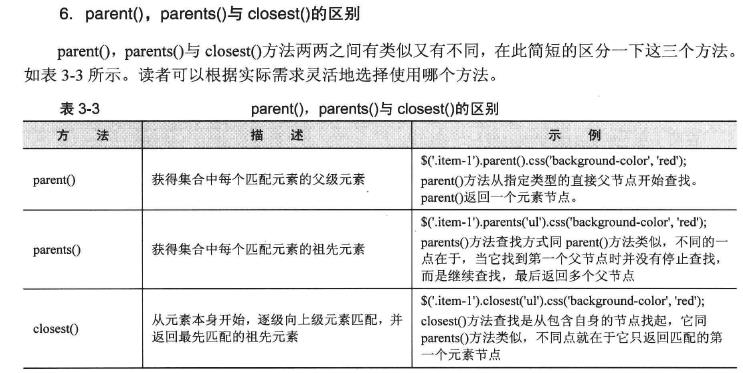 6. parent()，parents()与 closest()的区别
parent()，parents()与 closest()方法两两之间有类似又有不同，在此简短的区分一下这三个方法。
如表 3-3 所示。读者可以根据实际需求灵活地选择使用哪个方法。
表 3-3 parent()，parents()与 closest()的区别
方 法 描 述 示 例
parent() 获得集合中每个匹配元素的父级元素
$('.item-1').parent().css('background-color', 'red');
parent()方法从指定类型的直接父节点开始查找。
parent()返回一个元素节点。
parents() 获得集合中每个匹配元素的祖先元素
$('.item-1').parents('ul').css('background-color', 'red');
parents()方法查找方式同 parent()方法类似，不同的一
点在于，当它找到第一个父节点时并没有停止查找，
而是继续查找，最后返回多个父节点
closest()
从元素本身开始，逐级向上级元素匹配，并
返回最先匹配的祖先元素
$('.item-1').closest('ul').css('background-color', 'red');
closest()方法查找是从包含自身的节点找起，它同
parents()方法类似，不同点就在于它只返回匹配的第
一个元素节点